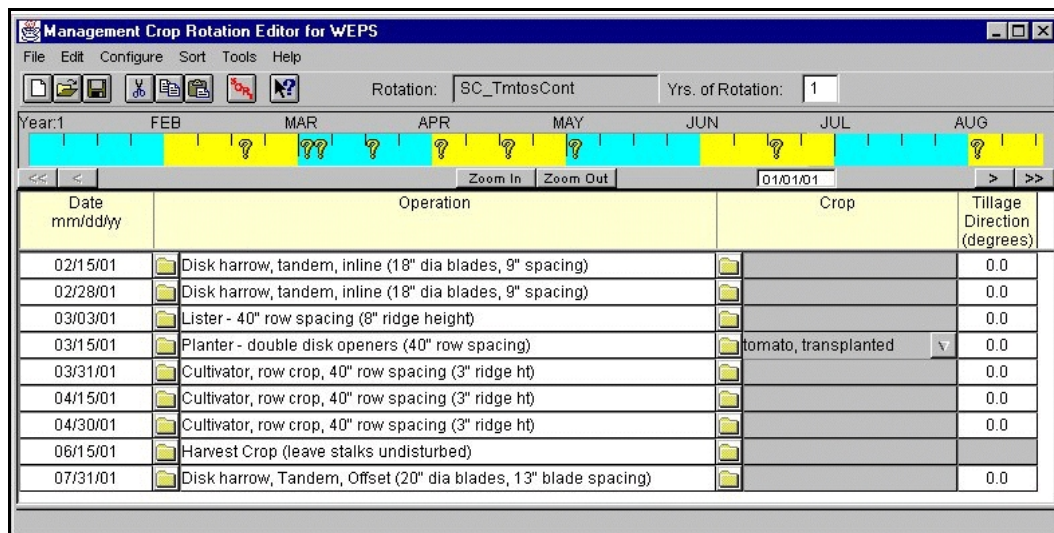 Management Crop Rotation Editor for WEPS
File Edit Configure Sort Tools Help
Rotation: SC_TmtosCont Yrs. of Rotation: 1
Year:1 FEB MAR APR MAY JUN JUL AUG
<< < Zoom In Zoom Out 01/01/01 > >>
Date Operation Crop Tillage
mm/dd/yy Direction
(degrees)
02/15/01 Disk harrow, tandem, inline (18" dia blades, 9" spacing) 0.0
02/28/01 Disk harrow, tandem, inline (18" dia blades, 9" spacing) 0.0
03/03/01 Lister - 40" row spacing (8" ridge height) 0.0
03/15/01 Planter - double disk openers (40" row spacing) tomato, transplanted 0.0
03/31/01 Cultivator, row crop, 40" row spacing (3" ridge ht) 0.0
04/15/01 Cultivator, row crop, 40" row spacing (3" ridge ht) 0.0
04/30/01 Cultivator, row crop, 40" row spacing (3" ridge ht) 0.0
06/15/01 Harvest Crop (leave stalks undisturbed)
07/31/01 Disk harrow, Tandem, Offset (20" dia blades, 13" blade spacing) 0.0